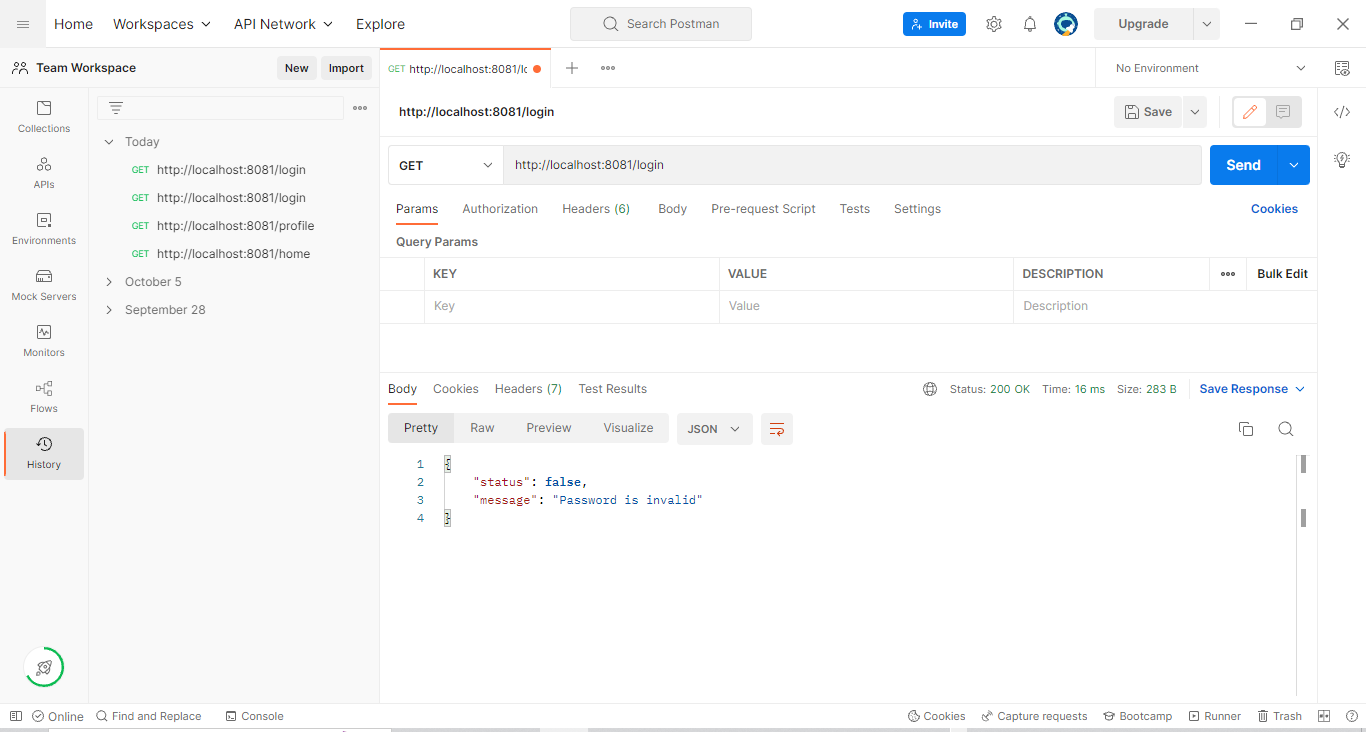 Home Workspaces API Network Explore Search Postman Invite Upgrade
Team Workspace New Import GET http://localhost:8081/lo No Environment
Collections
APIs
Environments
Mock Servers
Monitors
Flows
History
Today
GET http://localhost:8081/login
GET http://localhost:8081/login
GET http://localhost:8081/profile
GET http://localhost:8081/home
October 5
September 28
http://localhost:8081/login Save
GET http://localhost:8081/login Send
Params Authorization Headers (6) Body Pre-request Script Tests Settings Cookies
Query Params
KEY VALUE DESCRIPTION Bulk Edit
Key Value Description
Body Cookies Headers (7) Test Results Status: 200 OK Time: 16 ms Size: 283 B Save Response
Pretty Raw Preview Visualize JSON
1 {
2 "status": false,
3 "message": "Password is invalid"
4 }
Online Find and Replace Console Cookies Capture requests Bootcamp Runner Trash